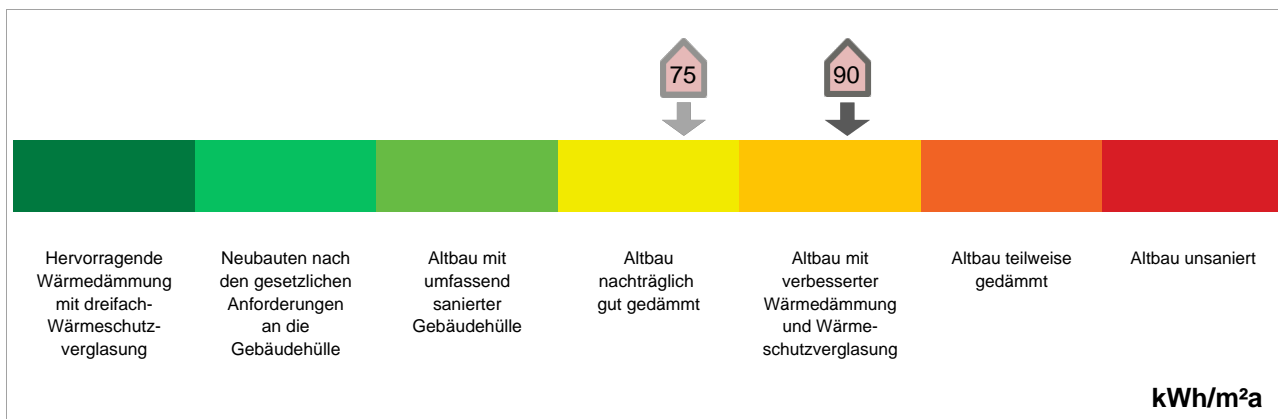 75
90
Hervorragende
Wärmedämmung
mit dreifach-
Wärmeschutz-
verglasung
Neubauten nach
den gesetzlichen
Anforderungen
an die
Gebäudehülle
Altbau mit
umfassend
sanierter
Gebäudehülle
Altbau
nachträglich
gut gedämmt
Altbau mit
verbesserter
Wärmedämmung
und Wärme-
schutzverglasung
Altbau teilweise
gedämmt
Altbau unsaniert
kWh/m²a